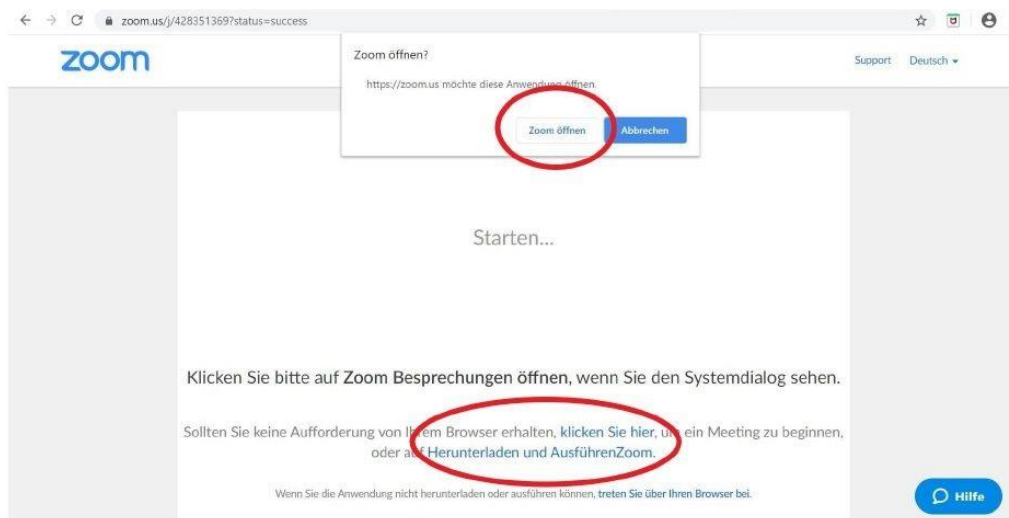 zoom.us/j/428351369?status=success
zoom
Zoom öffnen?
https://zoom.us möchte diese Anwendung öffnen.
Zoom öffnen
Abbrechen
Support
Deutsch
Starten...
Klicken Sie bitte auf Zoom Besprechungen öffnen, wenn Sie den Systemdialog sehen.
Sollten Sie keine Aufforderung von Ihrem Browser erhalten, klicken Sie hier, um ein Meeting zu beginnen,
oder auf Herunterladen und AusführenZoom.
Wenn Sie die Anwendung nicht herunterladen oder ausführen können, treten Sie über Ihren Browser bei.
Hilfe